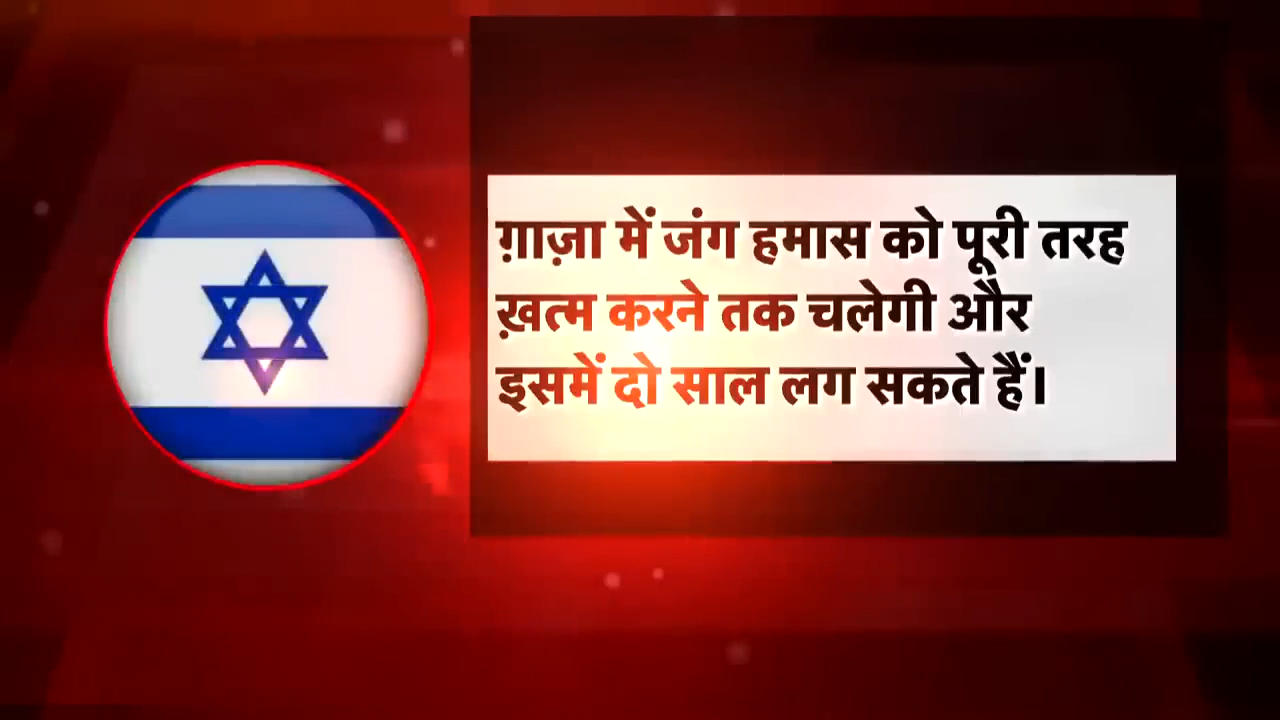 ग़ाज़ा में जंग हमास को पूरी तरह
ख़त्म करने तक चलेगी और
इसमें दो साल लग सकते हैं।